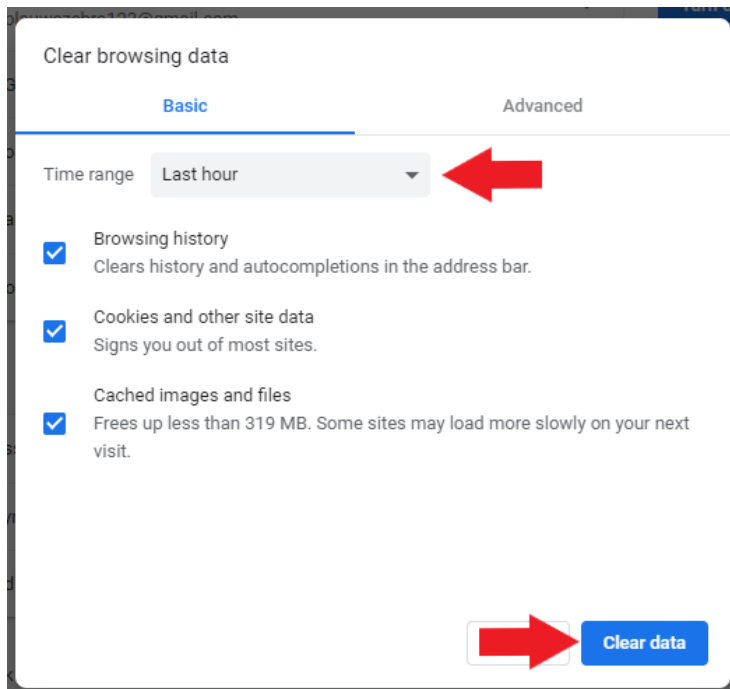 Clear browsing data
Basic
Advanced
Time range
Last hour
Browsing history
Clears history and autocompletions in the address bar.
Cookies and other site data
Signs you out of most sites.
Cached images and files
Frees up less than 319 MB. Some sites may load more slowly on your next
visit.
Clear data